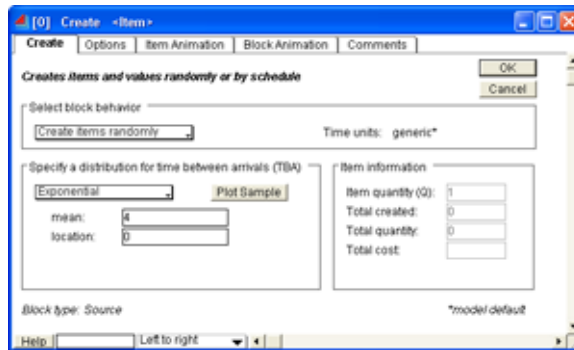 [0] Create <Item>
Create Options Item Animation Block Animation Comments
Creates items and values randomly or by schedule
OK
Cancel
Select block behavior
Create items randomly
Time units: generic*
Specify a distribution for time between arrivals (TBA)
Exponential
Plot Sample
mean: 4
location: 0
Item information
Item quantity (Q): 1
Total created: 0
Total quantity: 0
Total cost:
Block type: Source
*model default
Help
Left to right